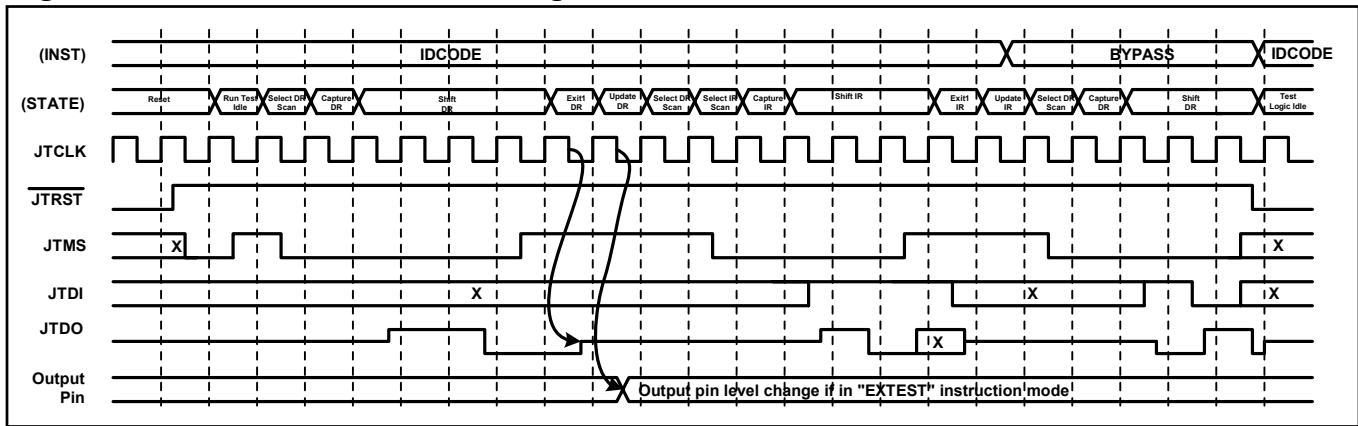 (INST) IDCODE BYPASS IDCODE
(STATE) Reset Run Test Idle Select DR Scan Capture DR Shift DR Exit1 DR Update DR Select DR Scan Select IR Scan Capture IR Shift IR Exit1 IR Update IR Select DR Scan Capture DR Shift DR Test Logic Idle
JTCLK
JTRST
JTMS X X
JTDI X X X
JTDO X
Output Pin Output pin level change if in "EXTEST" instruction mode